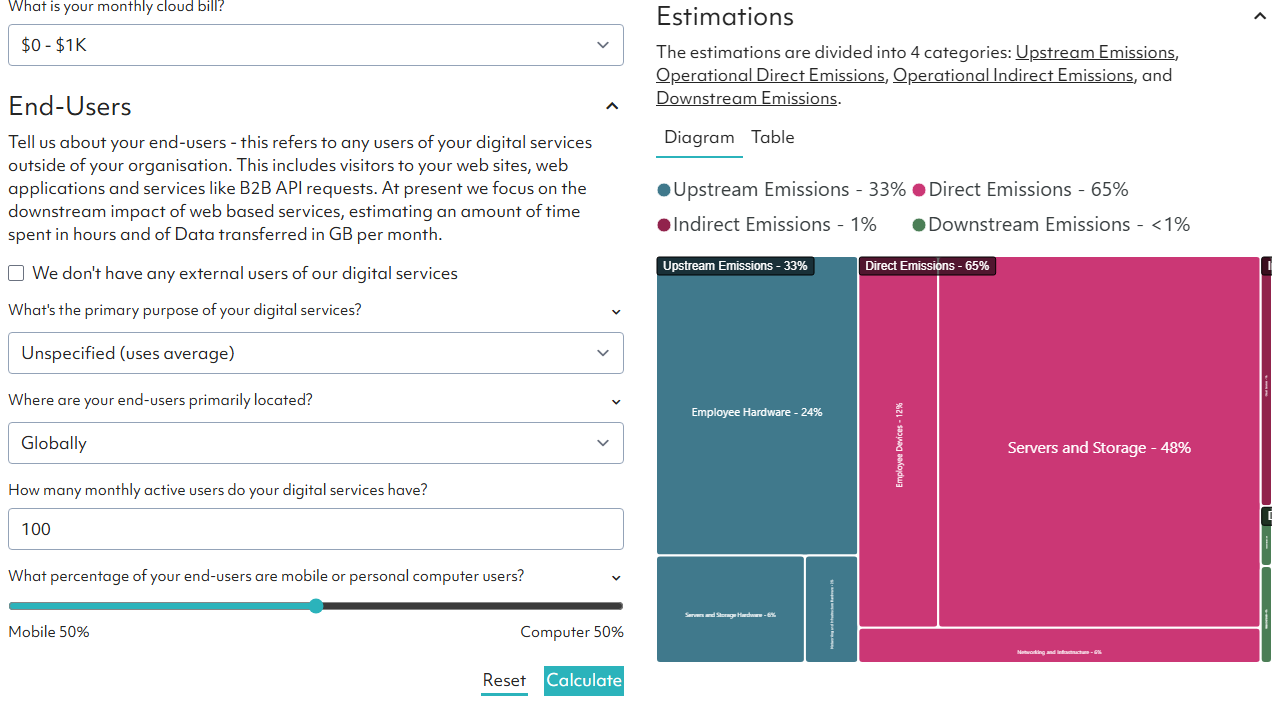 What is your monthly cloud bill?
$0 - $1K
End-Users
Tell us about your end-users - this refers to any users of your digital services
outside of your organisation. This includes visitors to your web sites, web
applications and services like B2B API requests. At present we focus on the
downstream impact of web based services, estimating an amount of time
spent in hours and of Data transferred in GB per month.
We don't have any external users of our digital services
What's the primary purpose of your digital services?
Unspecified (uses average)
Where are your end-users primarily located?
Globally
How many monthly active users do your digital services have?
100
What percentage of your end-users are mobile or personal computer users?
Mobile 50%
Computer 50%
Reset
Calculate
Estimations
The estimations are divided into 4 categories: Upstream Emissions,
Operational Direct Emissions, Operational Indirect Emissions, and
Downstream Emissions.
Diagram Table
Upstream Emissions - 33% Direct Emissions - 65%
Indirect Emissions - 1% Downstream Emissions - <1%
Upstream Emissions - 33%
Employee Hardware - 24%
Servers and Storage Hardware - 6%
Direct Emissions - 65%
Employee Devices - 12%
Servers and Storage - 48%
Networking and Infrastructure - 5%